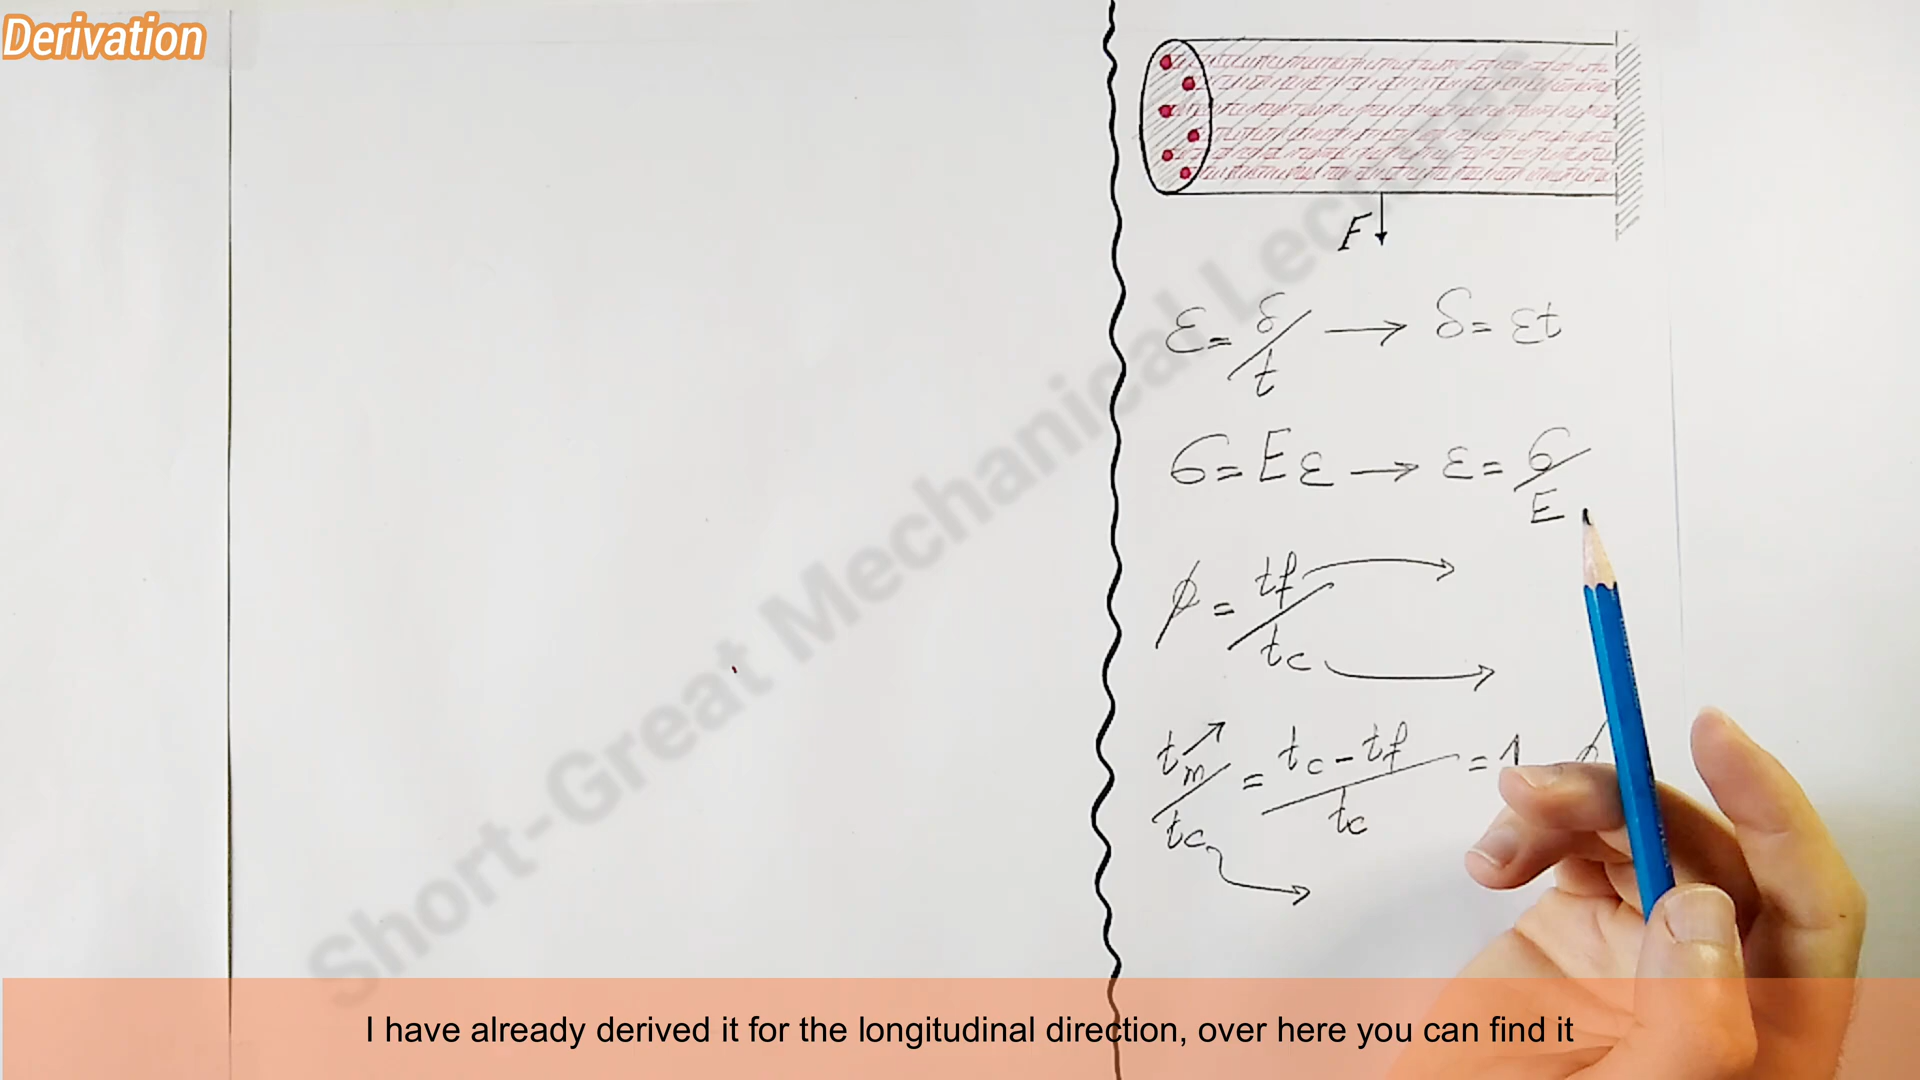 Derivation
F
ε = δ/t → δ = εt
σ = Eε → ε = σ/E
φ = tf/tc
tm/tc = tc - tf/tc = 1
Short-Great Mechanical Lec
I have already derived it for the longitudinal direction, over here you can find it